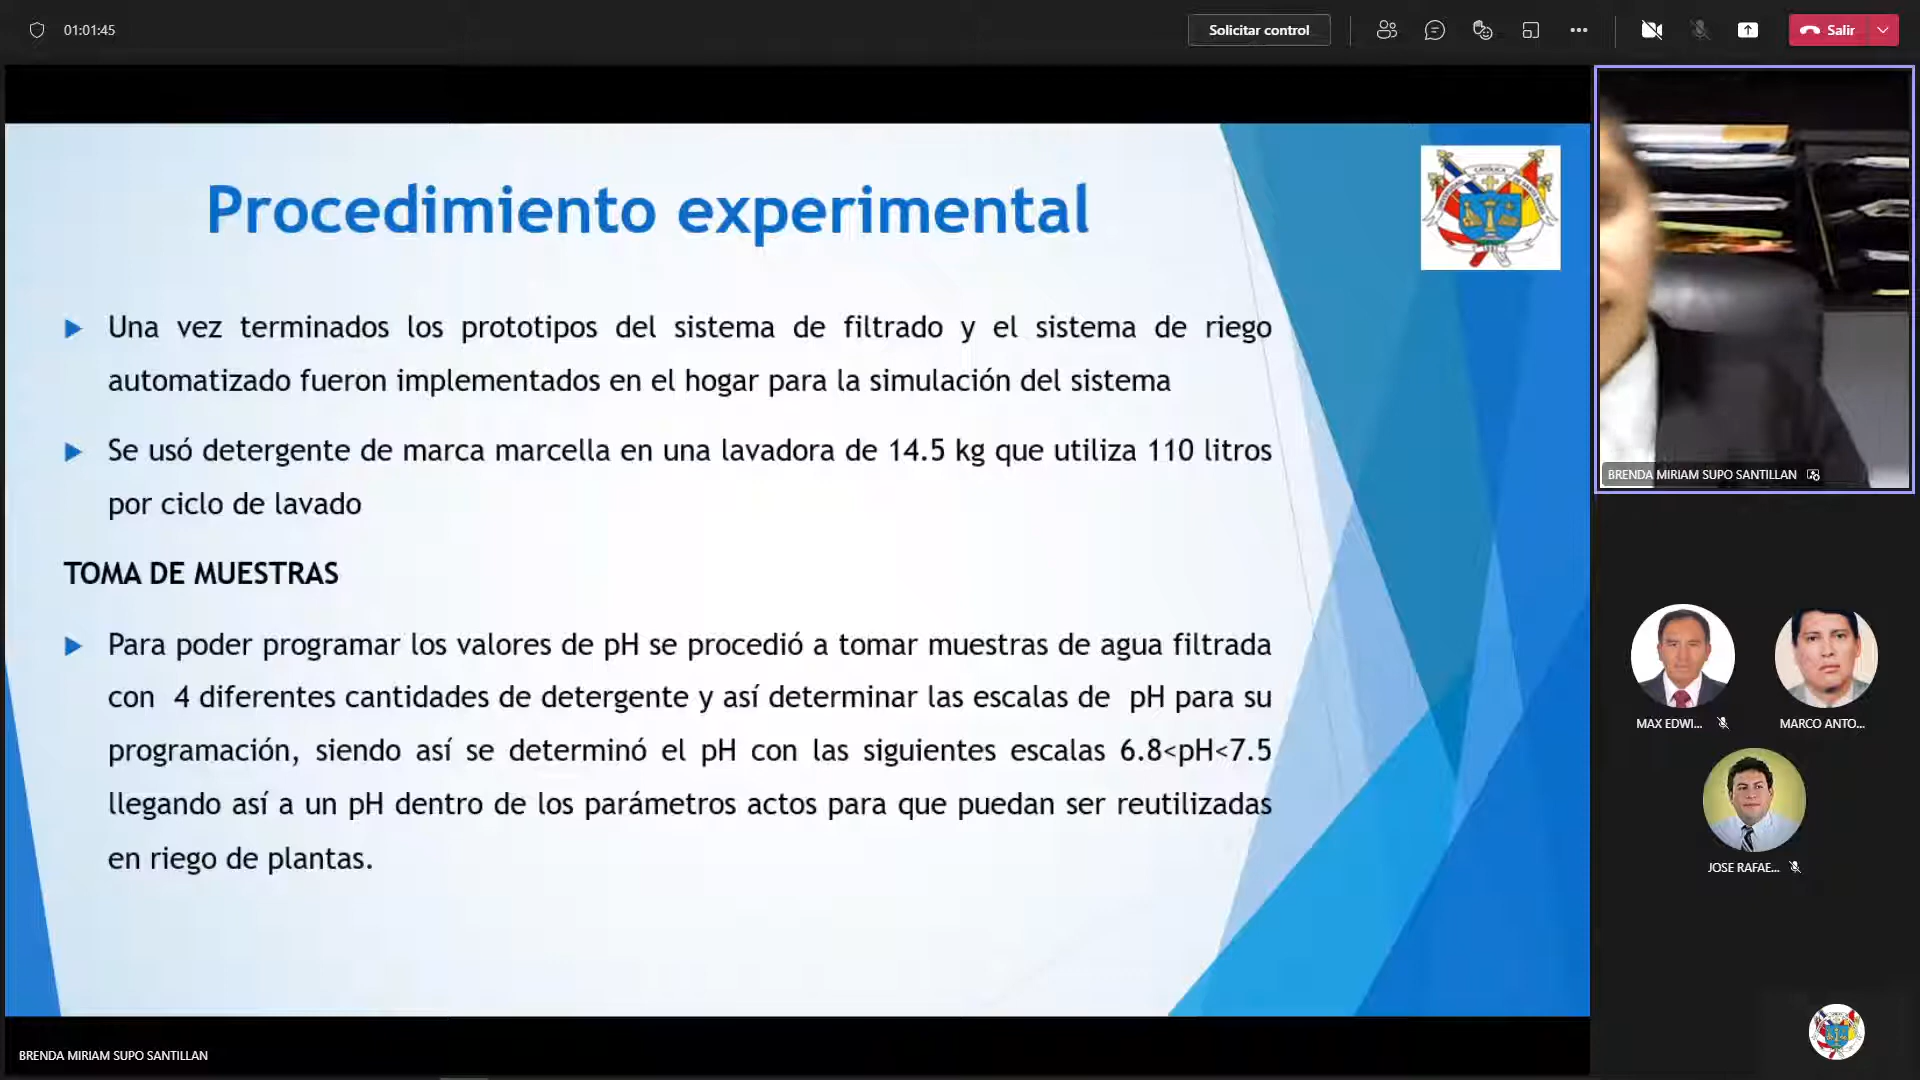 01:01:45
Solicitar control
Salir
Procedimiento experimental
Una vez terminados los prototipos del sistema de filtrado y el sistema de riego
automatizado fueron implementados en el hogar para la simulación del sistema
Se usó detergente de marca marcella en una lavadora de 14.5 kg que utiliza 110 litros
por ciclo de lavado
TOMA DE MUESTRAS
Para poder programar los valores de pH se procedió a tomar muestras de agua filtrada
con 4 diferentes cantidades de detergente y así determinar las escalas de pH para su
programación, siendo así se determinó el pH con las siguientes escalas 6.8<pH<7.5
llegando así a un pH dentro de los parámetros actos para que puedan ser reutilizadas
en riego de plantas.
BRENDA MIRIAM SUPO SANTILLAN
MAX EDWI...
MARCO ANTO...
JOSE RAFAE...
BRENDA MIRIAM SUPO SANTILLAN